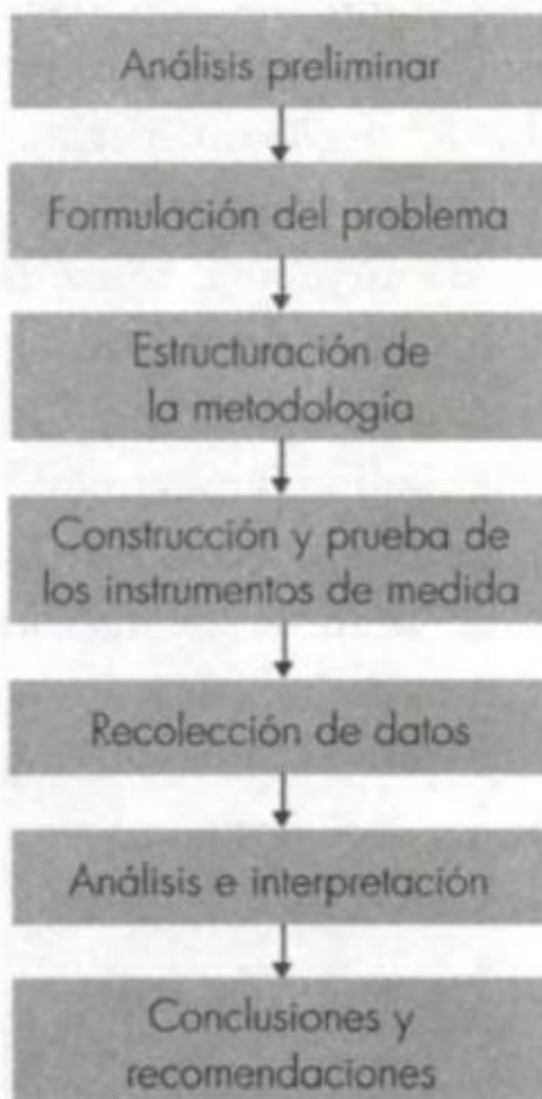 Análisis preliminar
Formulación del problema
Estructuración de
la metodología
Construcción y prueba de
los instrumentos de medida
Recolección de datos
Análisis e interpretación
Conclusiones y
recomendaciones